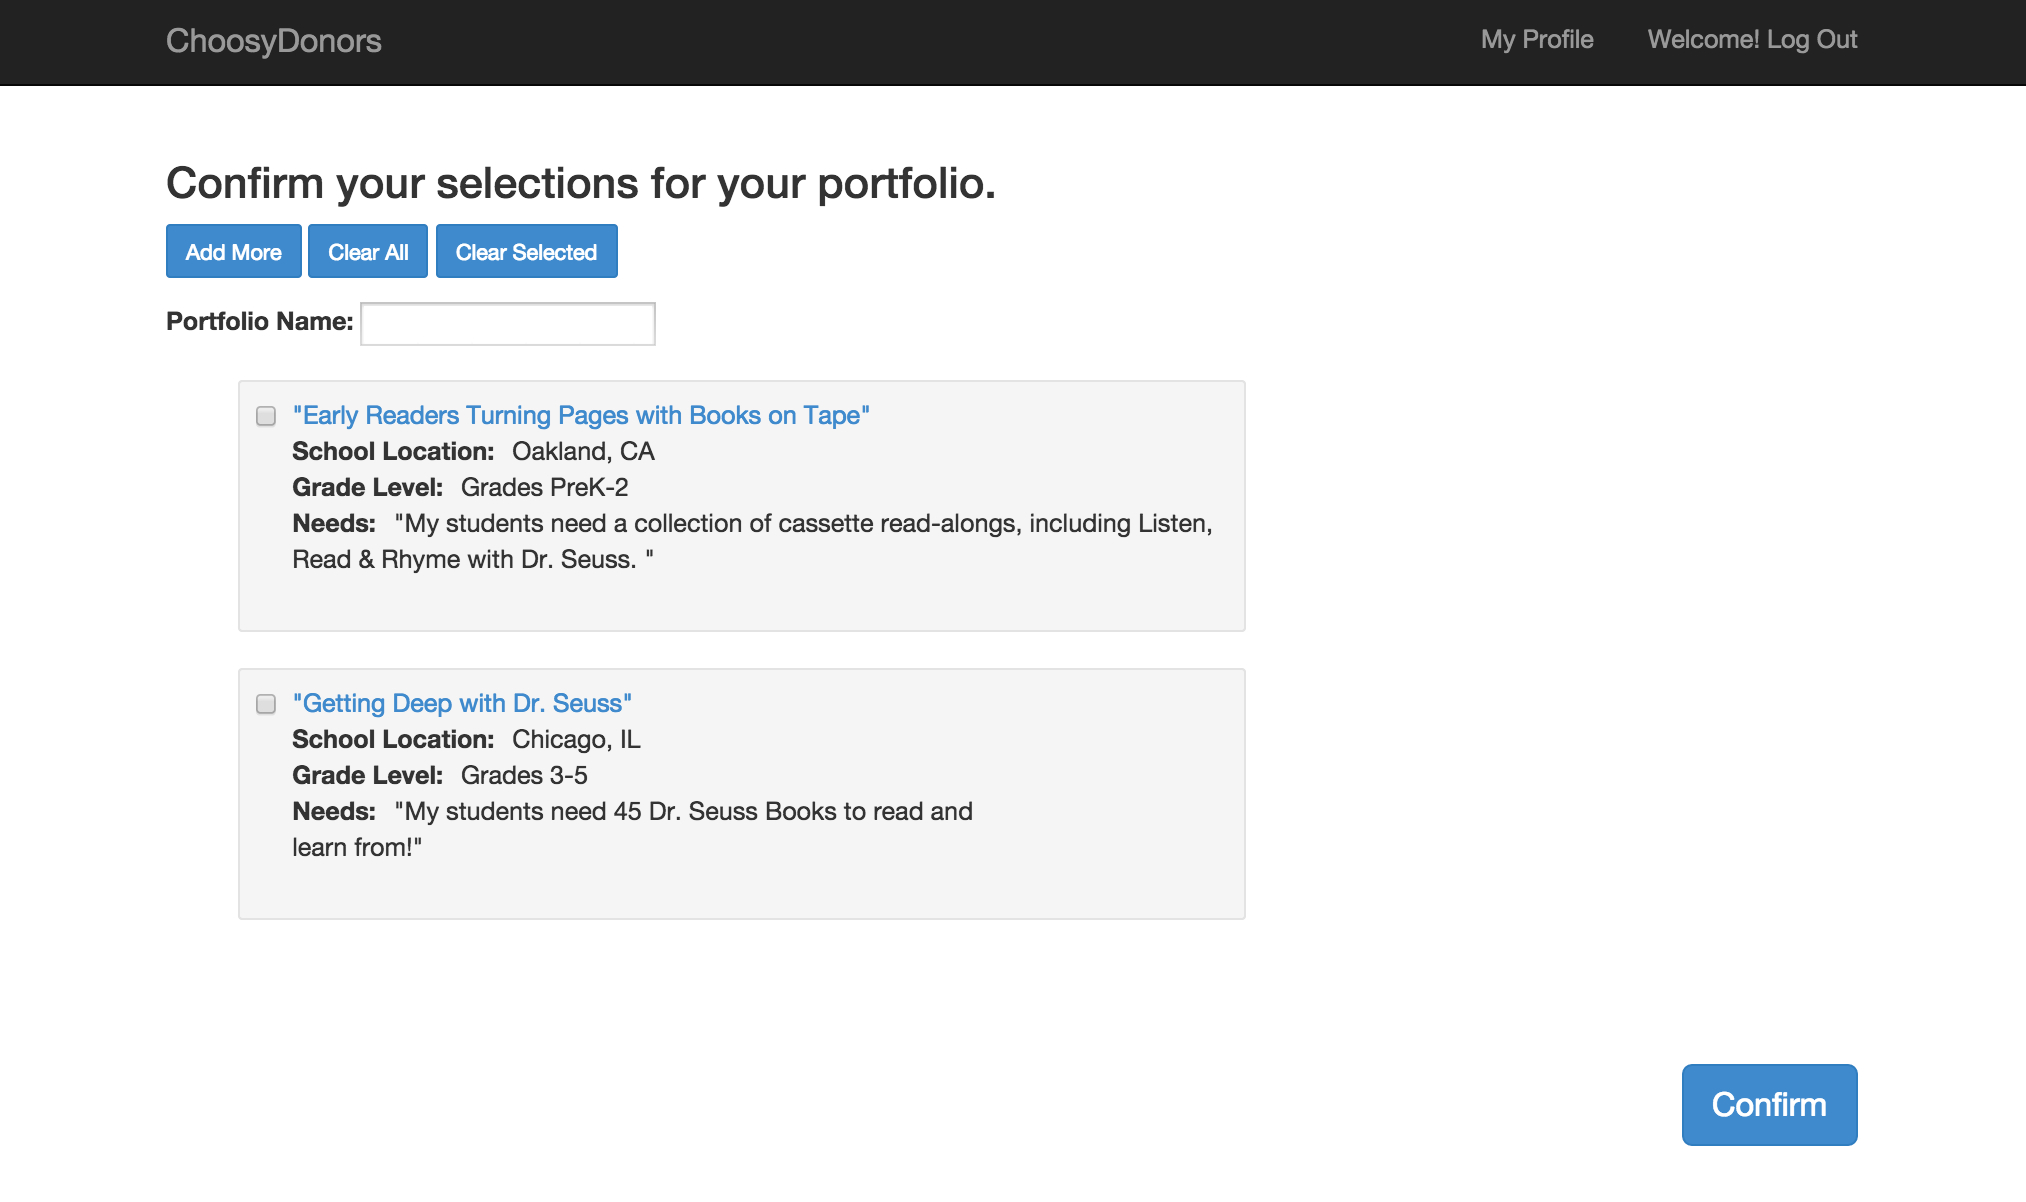 ChoosyDonors
My Profile
Welcome! Log Out
Confirm your selections for your portfolio.
Add More
Clear All
Clear Selected
Portfolio Name:
"Early Readers Turning Pages with Books on Tape"
School Location: Oakland, CA
Grade Level: Grades PreK-2
Needs: "My students need a collection of cassette read-alongs, including Listen,
Read & Rhyme with Dr. Seuss. "
"Getting Deep with Dr. Seuss"
School Location: Chicago, IL
Grade Level: Grades 3-5
Needs: "My students need 45 Dr. Seuss Books to read and
learn from!"
Confirm